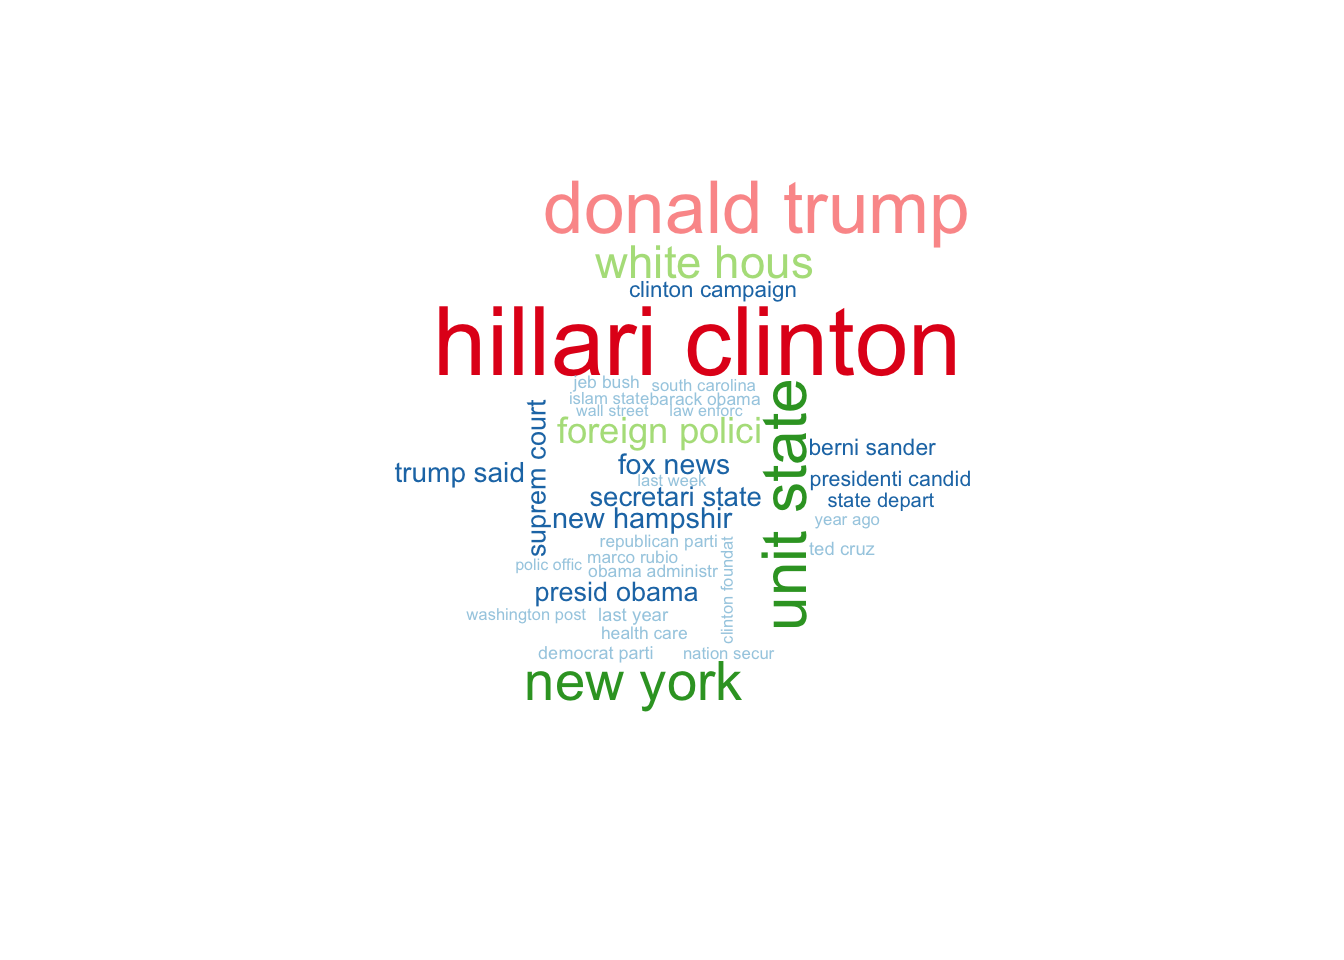 donald trump
white hous
clinton campaign
hillari clinton
jeb bush
south carolina
islam state
barack obama
wall street
law enforc
foreign polici
unit state
suprem court
berni sander
trump said
fox news
last week
presidenti candid
secretari state
state depart
new hampshir
year ago
republican parti
ted cruz
marco rubio
polic offic
obama administr
clinton foundat
presid obama
washington post
last year
health care
democrat parti
nation secur
new york